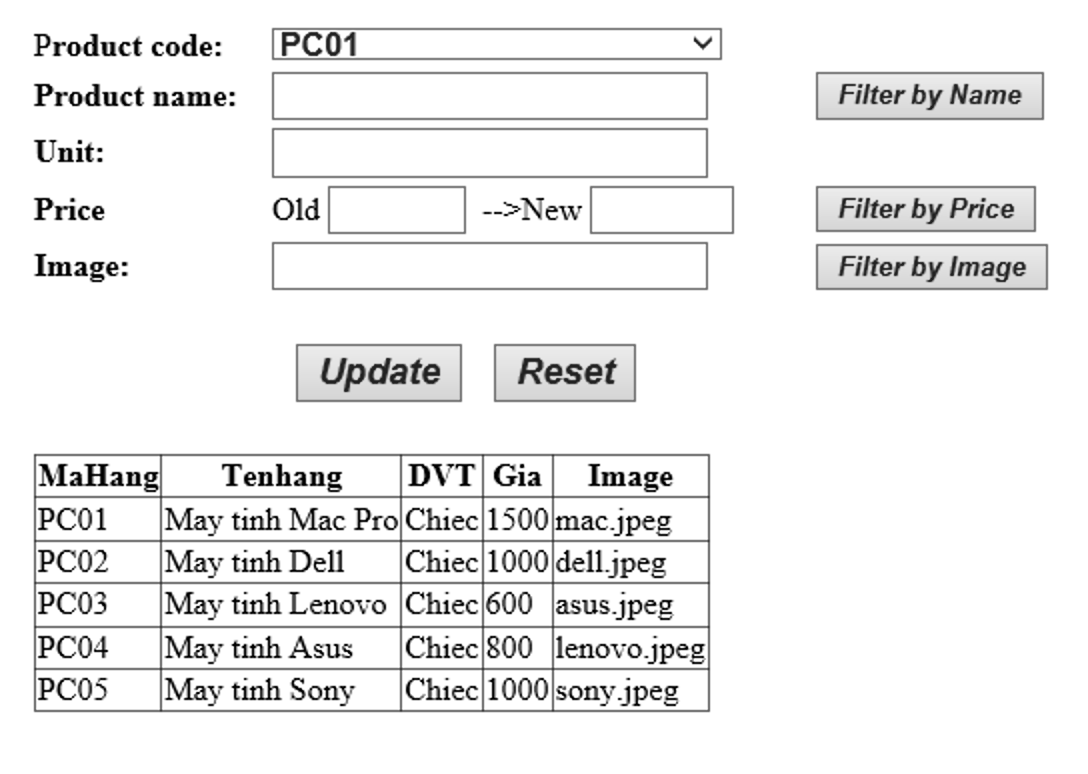 Product code: PC01
Product name: Filter by Name
Unit:
Price Old -->New Filter by Price
Image: Filter by Image
Update Reset
MaHang Tenhang DVT Gia Image
PC01 May tinh Mac Pro Chiec 1500 mac.jpeg
PC02 May tinh Dell Chiec 1000 dell.jpeg
PC03 May tinh Lenovo Chiec 600 asus.jpeg
PC04 May tinh Asus Chiec 800 lenovo.jpeg
PC05 May tinh Sony Chiec 1000 sony.jpeg